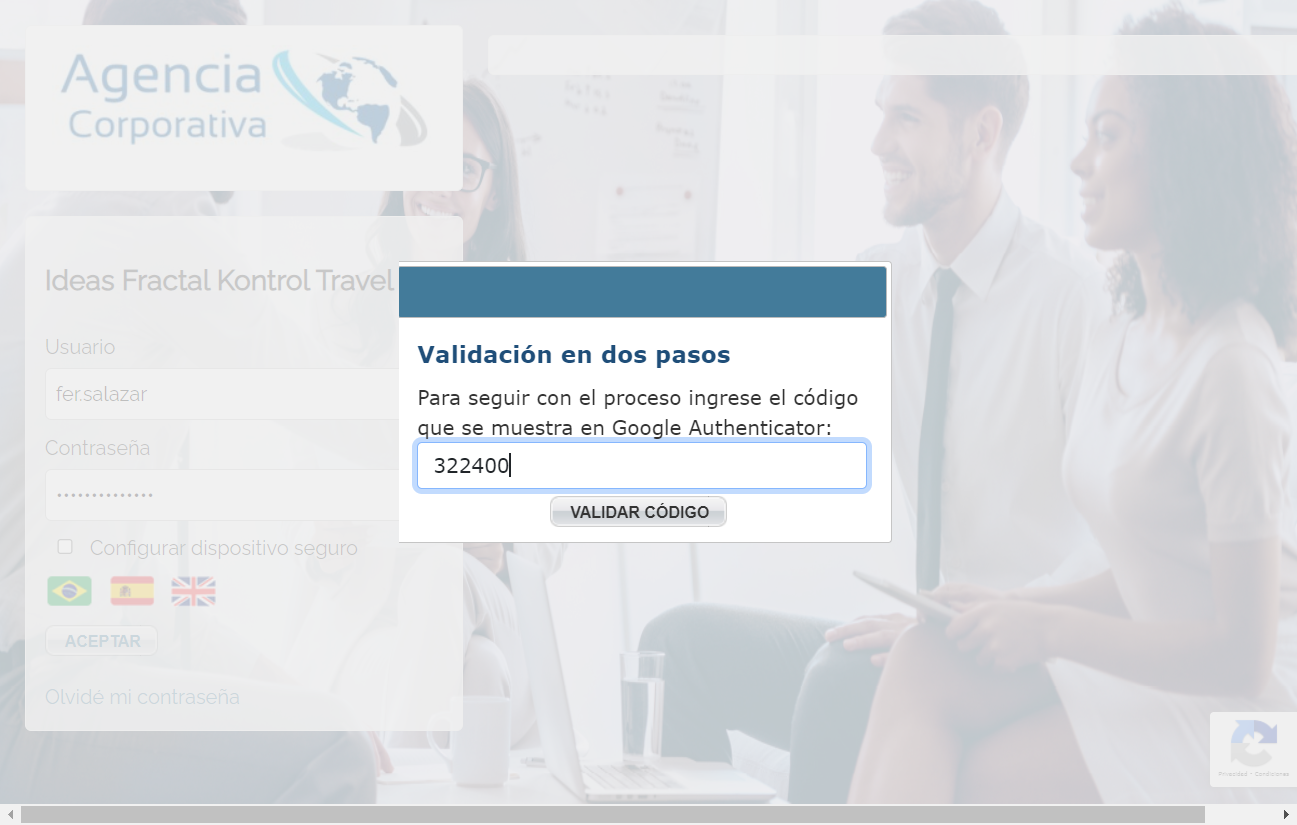 Agencia
Corporativa
Ideas Fractal Kontrol Travel
Usuario
fer.salazar
Contraseña
Configurar dispositivo seguro
ACEPTAR
Olvidé mi contraseña
Validación en dos pasos
Para seguir con el proceso ingrese el código
que se muestra en Google Authenticator:
322400
VALIDAR CÓDIGO
Privacidad - Condiciones